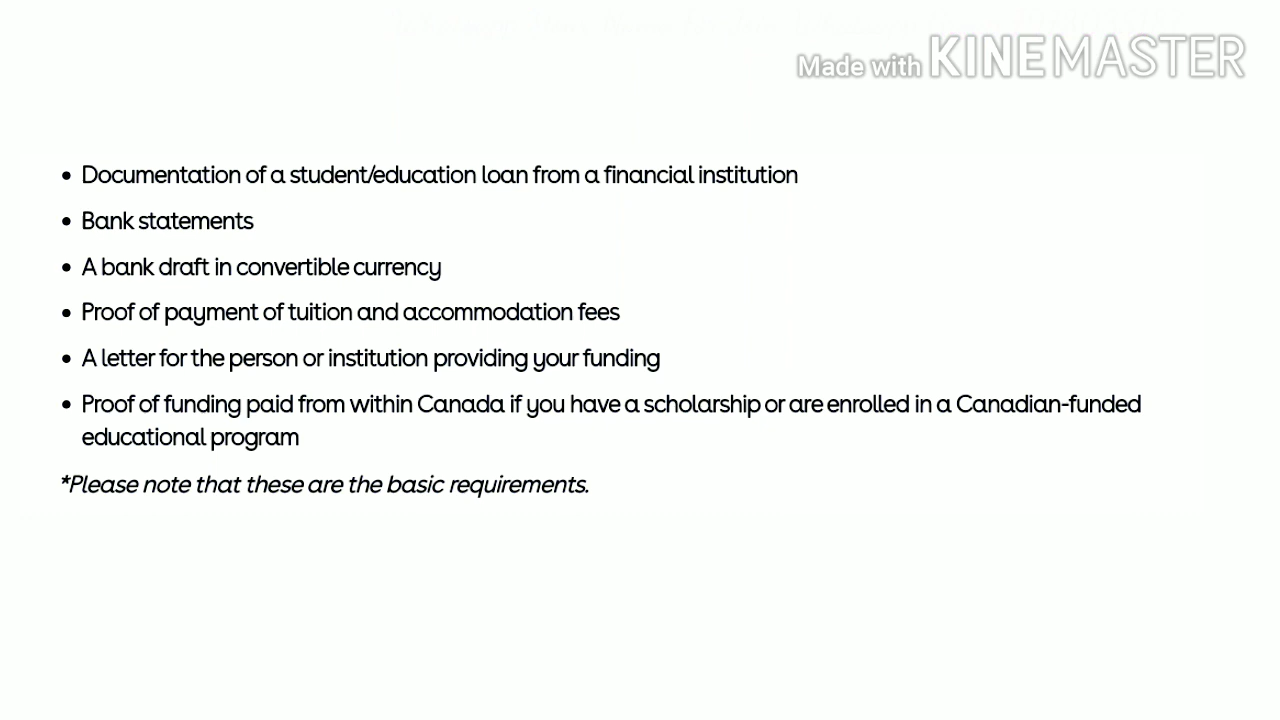 Made with KINEMASTER
• Documentation of a student/education loan from a financial institution
• Bank statements
• A bank draft in convertible currency
• Proof of payment of tuition and accommodation fees
• A letter for the person or institution providing your funding
• Proof of funding paid from within Canada if you have a scholarship or are enrolled in a Canadian-funded
educational program
*Please note that these are the basic requirements.